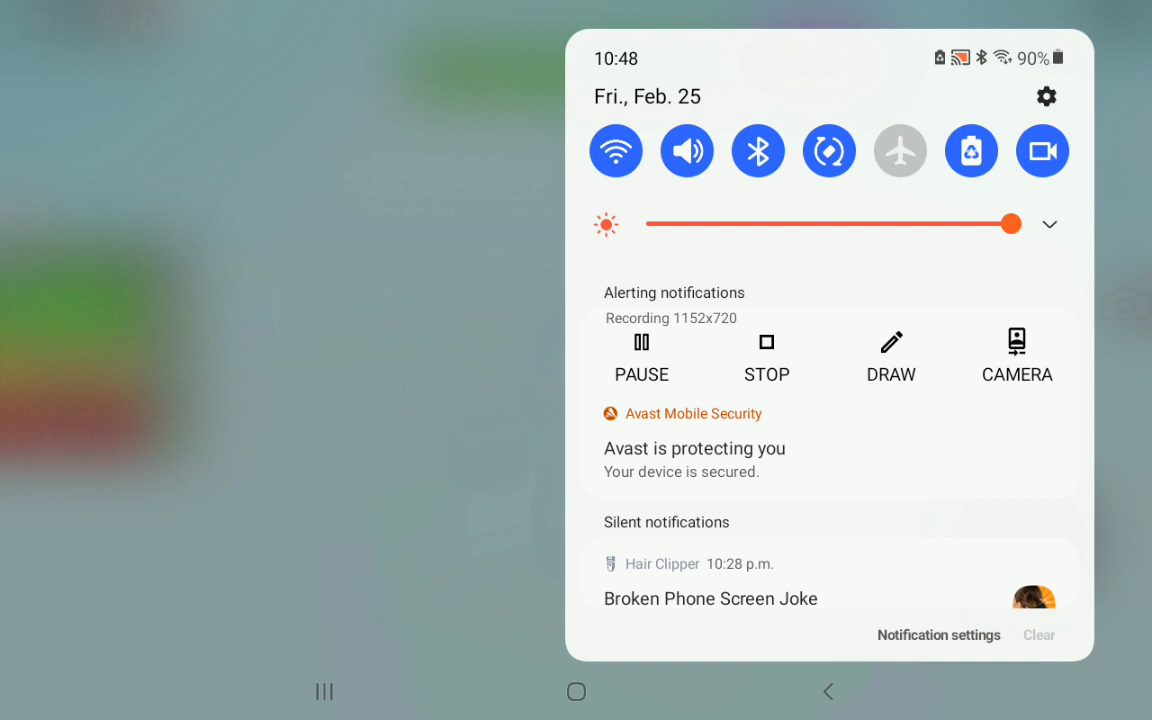 10:48
90%
Fri., Feb. 25
Alerting notifications
Recording 1152x720
PAUSE STOP DRAW CAMERA
Avast Mobile Security
Avast is protecting you
Your device is secured.
Silent notifications
Hair Clipper 10:28 p.m.
Broken Phone Screen Joke
Notification settings Clear